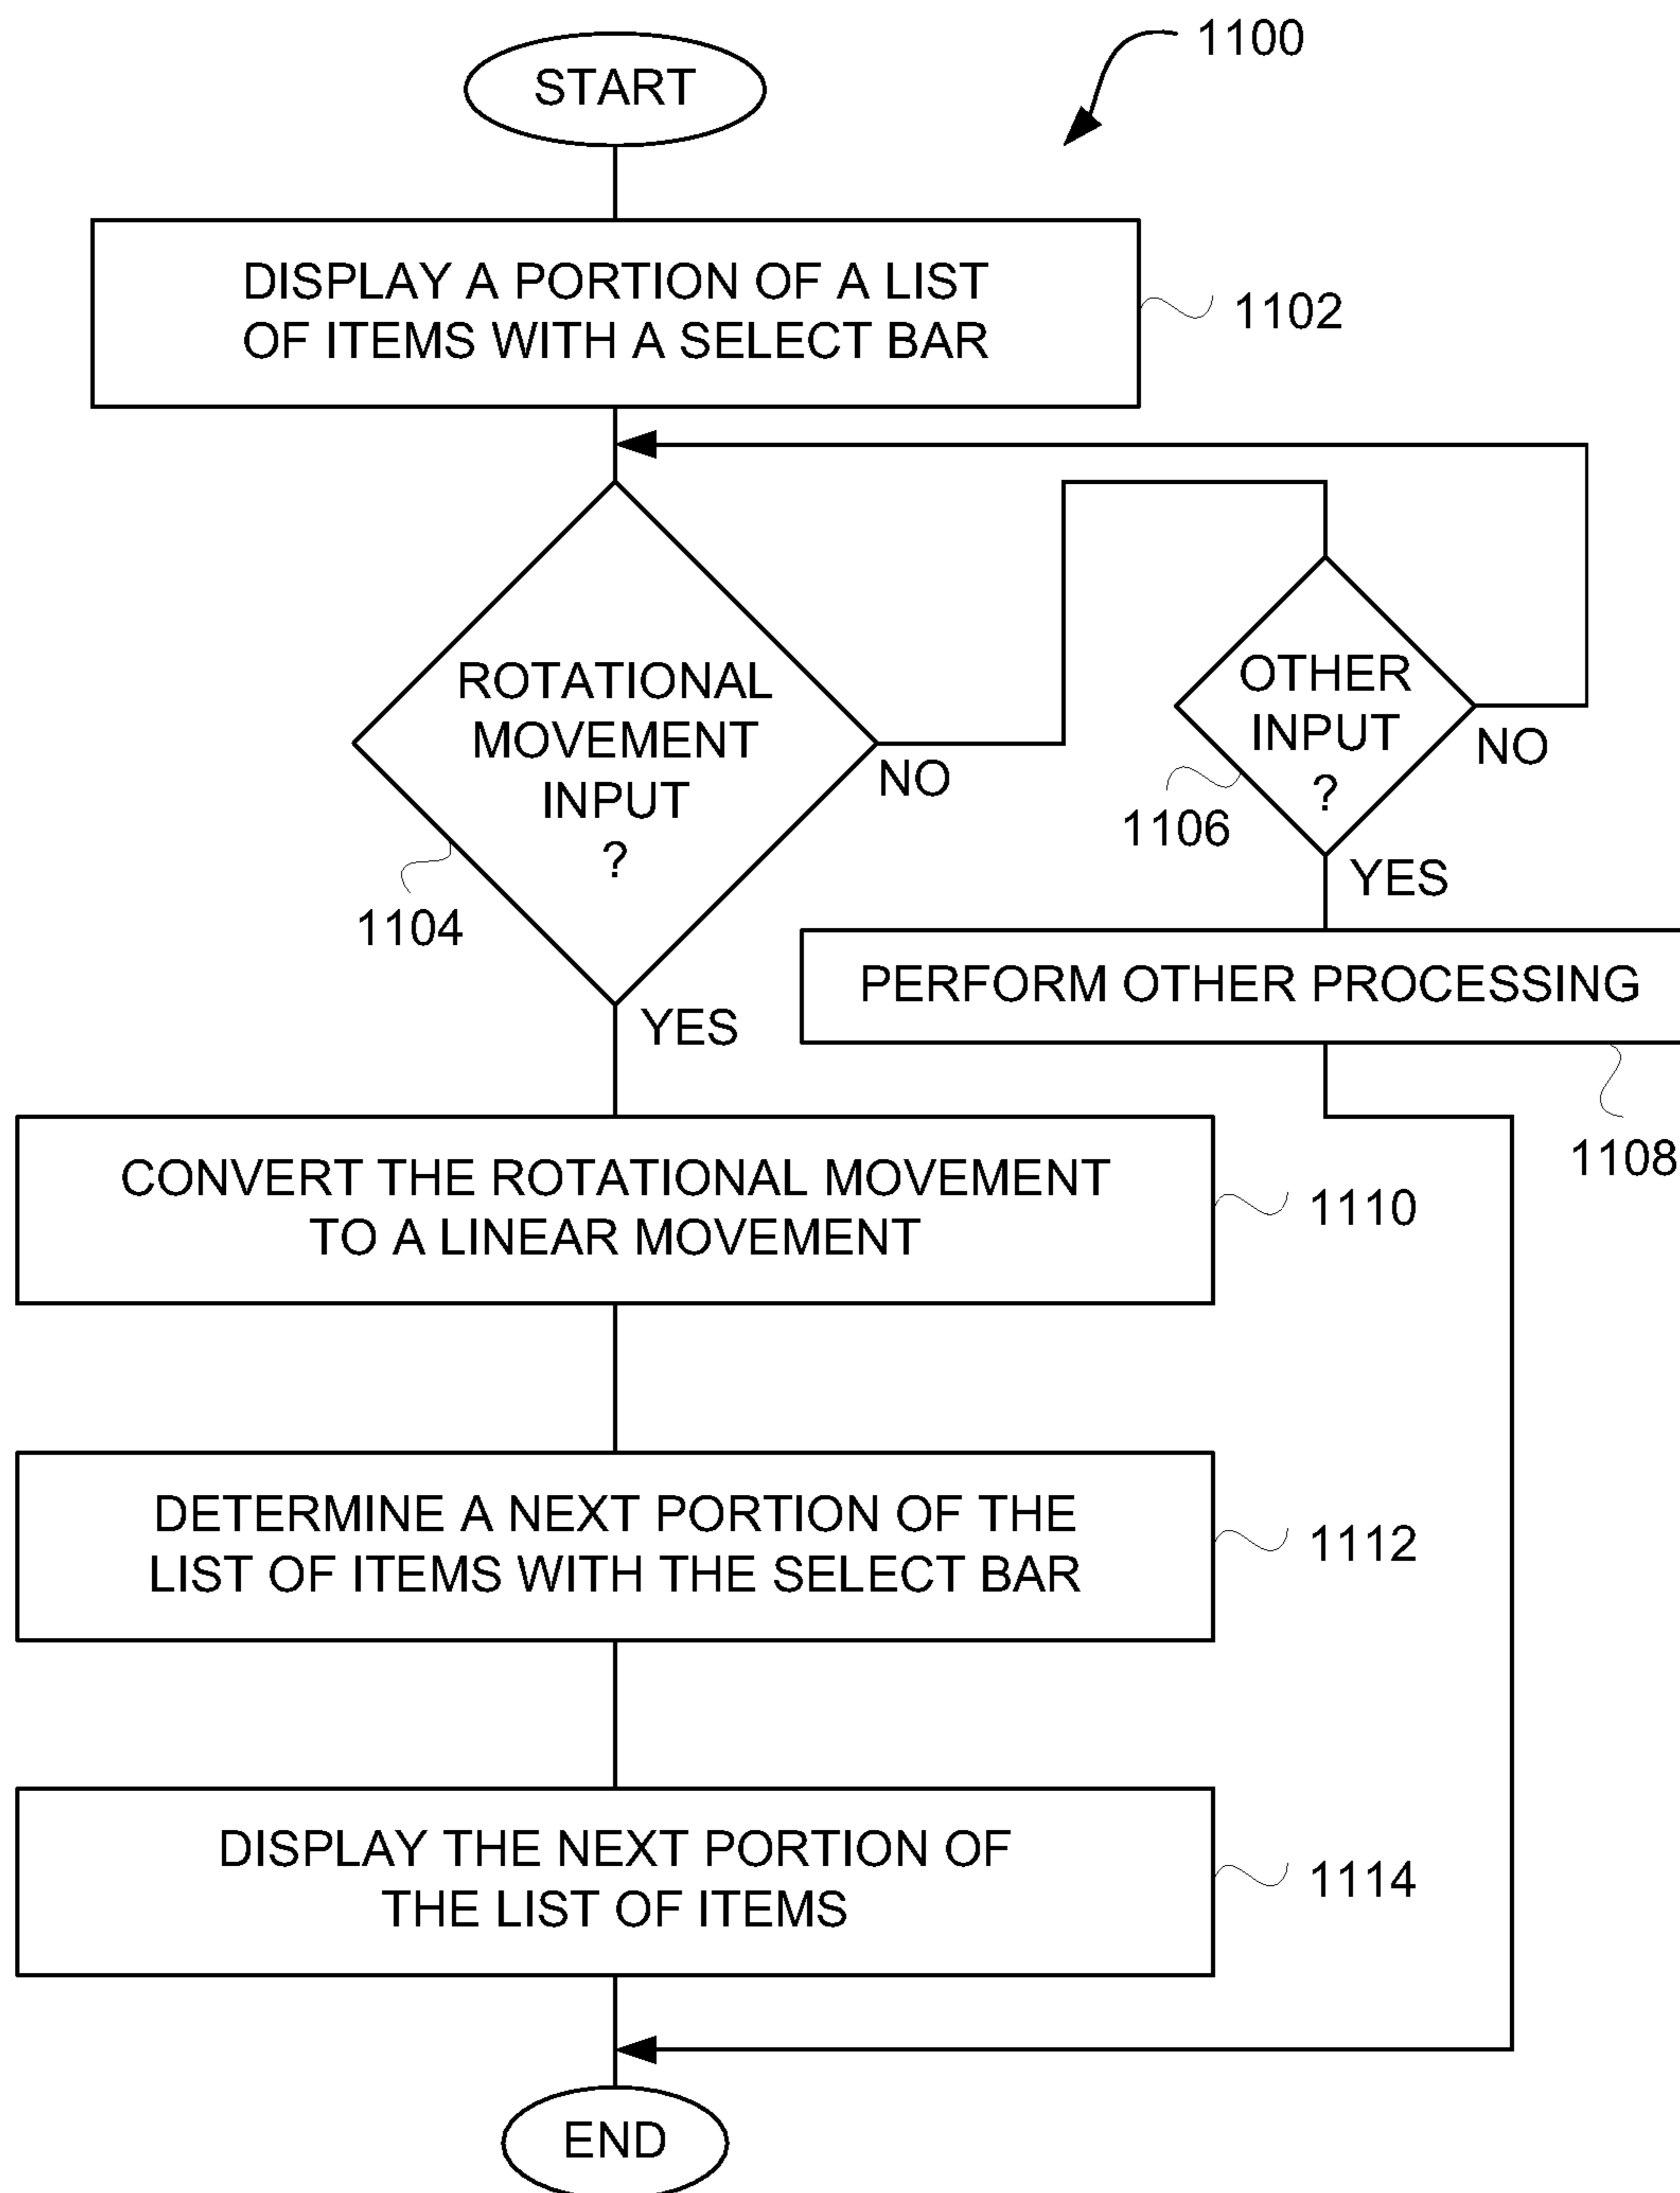 START
1100
DISPLAY A PORTION OF A LIST
OF ITEMS WITH A SELECT BAR
1102
ROTATIONAL
MOVEMENT
INPUT
?
NO
1104
YES
OTHER
INPUT
?
NO
1106
YES
PERFORM OTHER PROCESSING
1108
CONVERT THE ROTATIONAL MOVEMENT
TO A LINEAR MOVEMENT
1110
DETERMINE A NEXT PORTION OF THE
LIST OF ITEMS WITH THE SELECT BAR
1112
DISPLAY THE NEXT PORTION OF
THE LIST OF ITEMS
1114
END